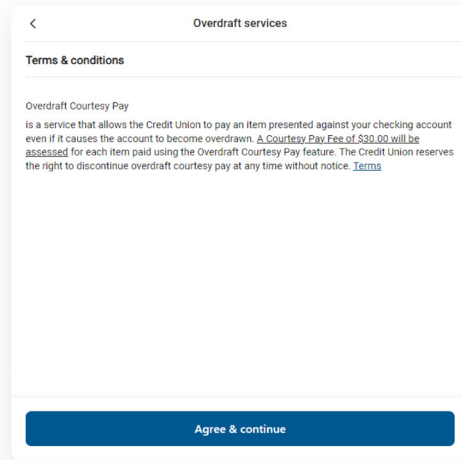 Overdraft services
Terms & conditions
Overdraft Courtesy Pay
is a service that allows the Credit Union to pay an item presented against your checking account
even if it causes the account to become overdrawn. A Courtesy Pay Fee of $30.00 will be
assessed for each item paid using the Overdraft Courtesy Pay feature. The Credit Union reserves
the right to discontinue overdraft courtesy pay at any time without notice. Terms
Agree & continue